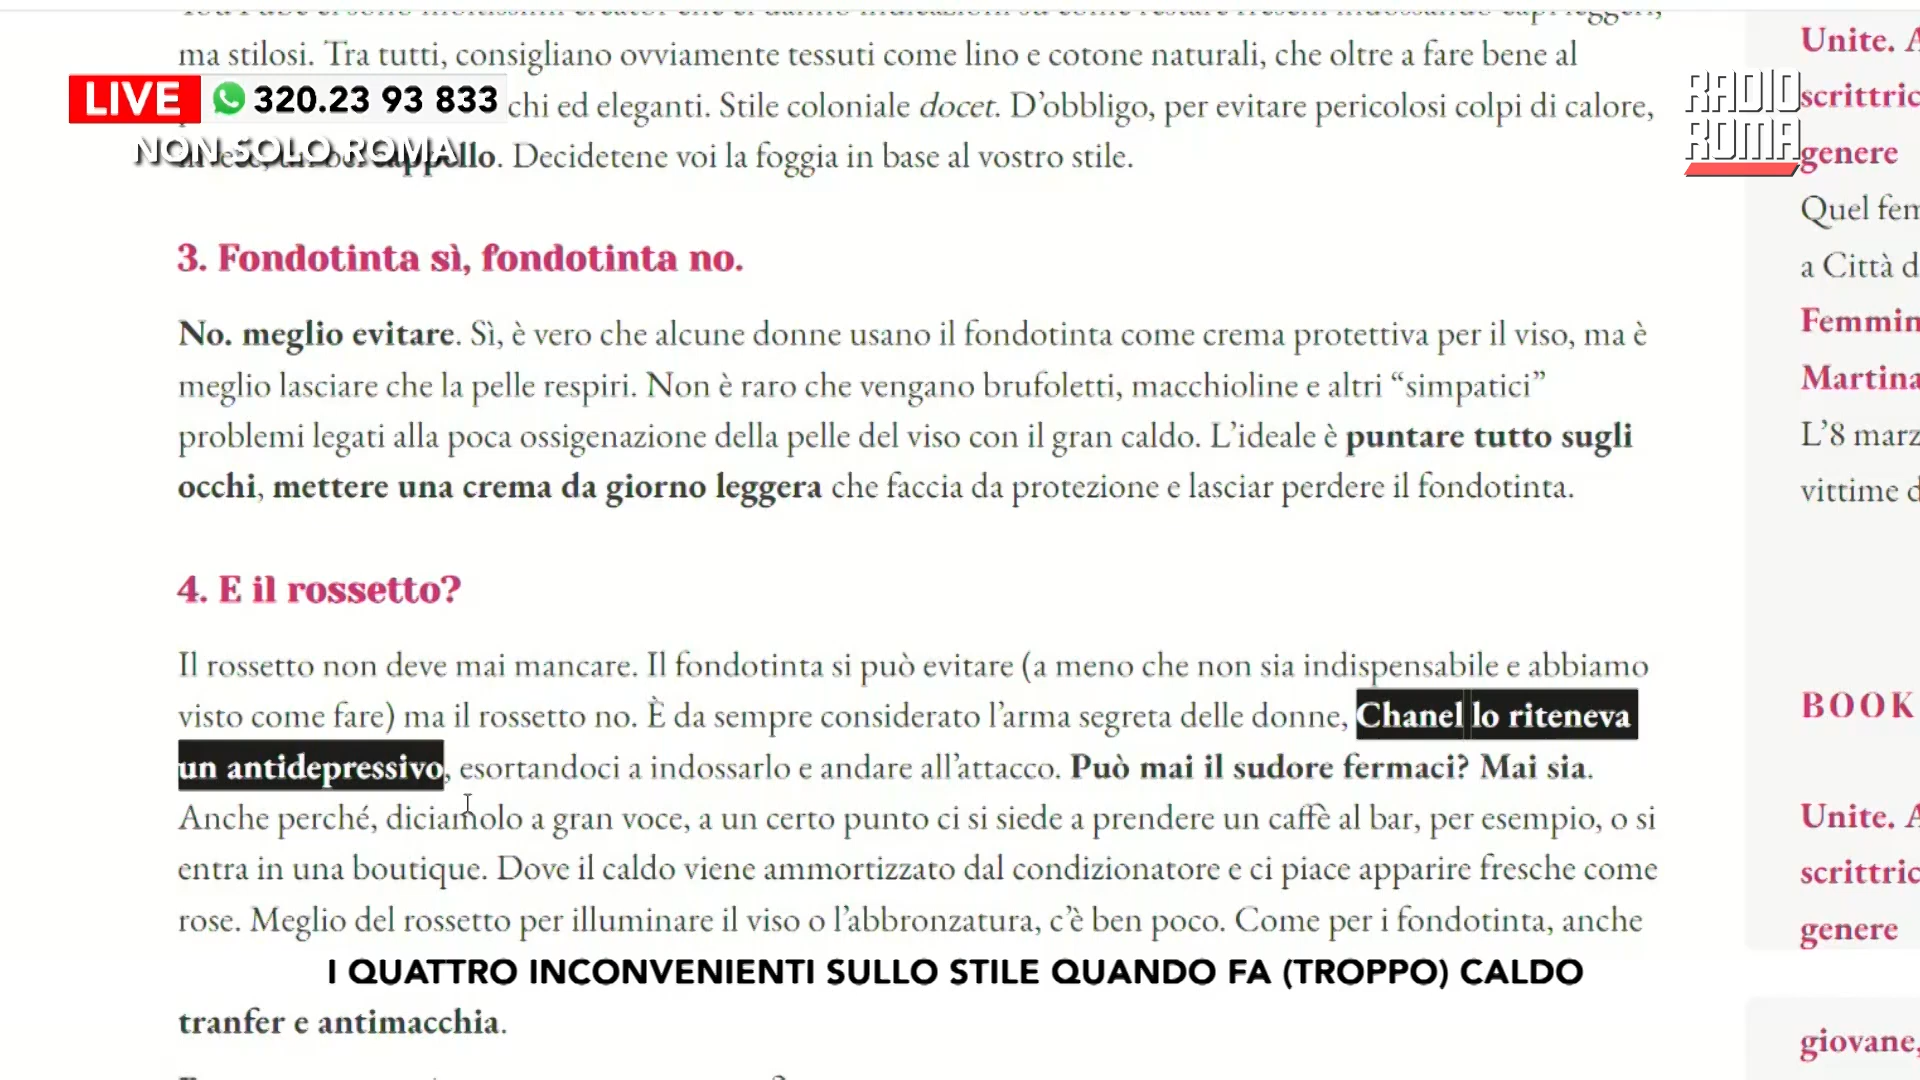 ma stilosi. Tra tutti, consigliano ovviamente tessuti come lino e cotone naturali, che oltre a fare bene al
LIVE 320.23 93 833
chi ed eleganti. Stile coloniale docet. D’obbligo, per evitare pericolosi colpi di calore,
NON SOLO ROMA
cappello. Decidetene voi la foggia in base al vostro stile.
RADIO
ROMA
3. Fondotinta sì, fondotinta no.
No. meglio evitare. Sì, è vero che alcune donne usano il fondotinta come crema protettiva per il viso, ma è
meglio lasciare che la pelle respiri. Non è raro che vengano brufoletti, macchioline e altri “simpatici”
problemi legati alla poca ossigenazione della pelle del viso con il gran caldo. L’ideale è puntare tutto sugli
occhi, mettere una crema da giorno leggera che faccia da protezione e lasciar perdere il fondotinta.
4. E il rossetto?
Il rossetto non deve mai mancare. Il fondotinta si può evitare (a meno che non sia indispensabile e abbiamo
visto come fare) ma il rossetto no. È da sempre considerato l’arma segreta delle donne, Chanel lo riteneva
un antidepressivo, esortandoci a indossarlo e andare all’attacco. Può mai il sudore fermaci? Mai sia.
Anche perché, diciamolo a gran voce, a un certo punto ci si siede a prendere un caffè al bar, per esempio, o si
entra in una boutique. Dove il caldo viene ammortizzato dal condizionatore e ci piace apparire fresche come
rose. Meglio del rossetto per illuminare il viso o l’abbronzatura, c’è ben poco. Come per i fondotinta, anche
I QUATTRO INCONVENIENTI SULLO STILE QUANDO FA (TROPPO) CALDO
tranfer e antimacchia.
Unite. A
scrittric
genere
Quel fem
a Città d
Femmin
Martina
L’8 marz
vittime d
BOOK
Unite. A
scrittric
genere
giovane,